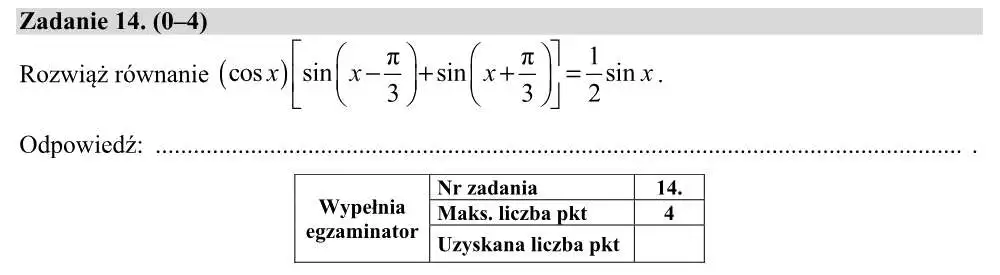 Zadanie 14. (0–4)
Rozwiąż równanie (cos x)[sin(x−π/3)+sin(x+π/3)]=1/2 sin x.
Odpowiedź: ................................................................................................................................ .
Wypełnia egzaminator
Nr zadania 14.
Maks. liczba pkt 4
Uzyskana liczba pkt